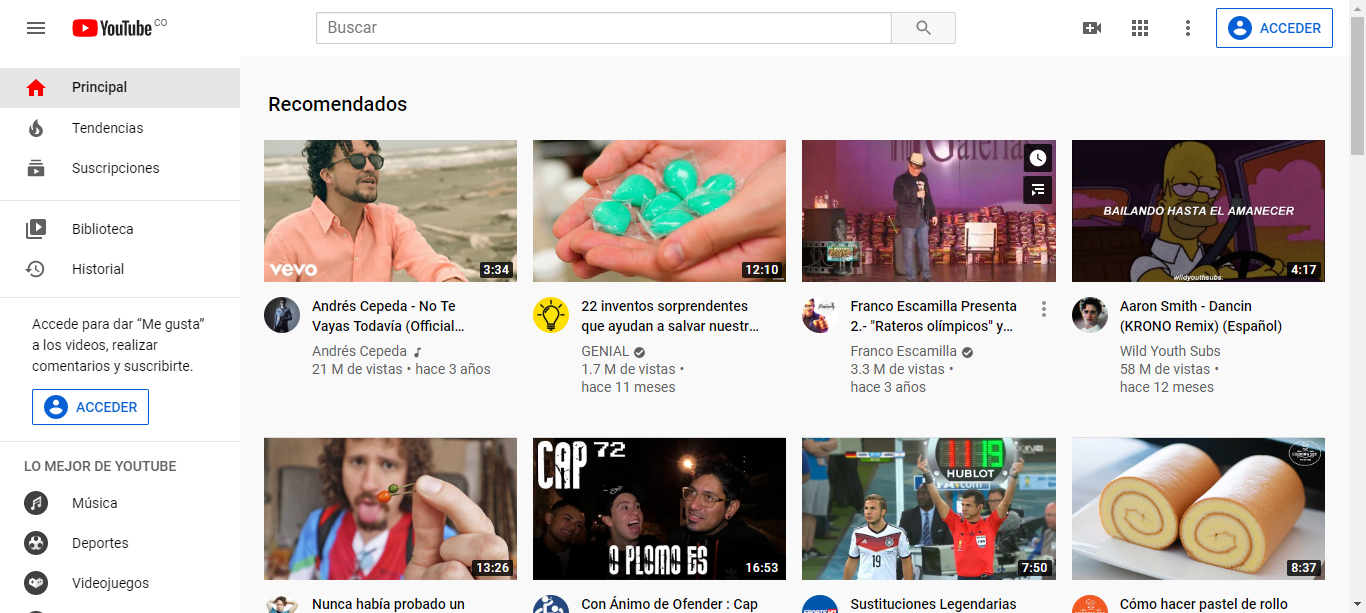 YouTube CO
Buscar
ACCEDER
Principal
Tendencias
Suscripciones
Biblioteca
Historial
Accede para dar “Me gusta”
a los videos, realizar
comentarios y suscribirte.
ACCEDER
LO MEJOR DE YOUTUBE
Música
Deportes
Videojuegos
Recomendados
vevo
3:34
Andrés Cepeda - No Te
Vayas Todavía (Official...
Andrés Cepeda
21 M de vistas • hace 3 años
12:10
22 inventos sorprendentes
que ayudan a salvar nuestr...
GENIAL
1.7 M de vistas •
hace 11 meses
Galería
Franco Escamilla Presenta
2.- "Rateros olímpicos" y...
Franco Escamilla
3.3 M de vistas •
hace 3 años
BAILANDO HASTA EL AMANECER
wildyouthsubs.
4:17
Aaron Smith - Dancin
(KRONO Remix) (Español)
Wild Youth Subs
58 M de vistas •
hace 12 meses
13:26
Nunca había probado un
CAP 72
O PLOMO ES
16:53
Con Ánimo de Ofender : Cap
11 19
HUBLOT
19
7:50
Sustituciones Legendarias
8:37
Cómo hacer pastel de rollo